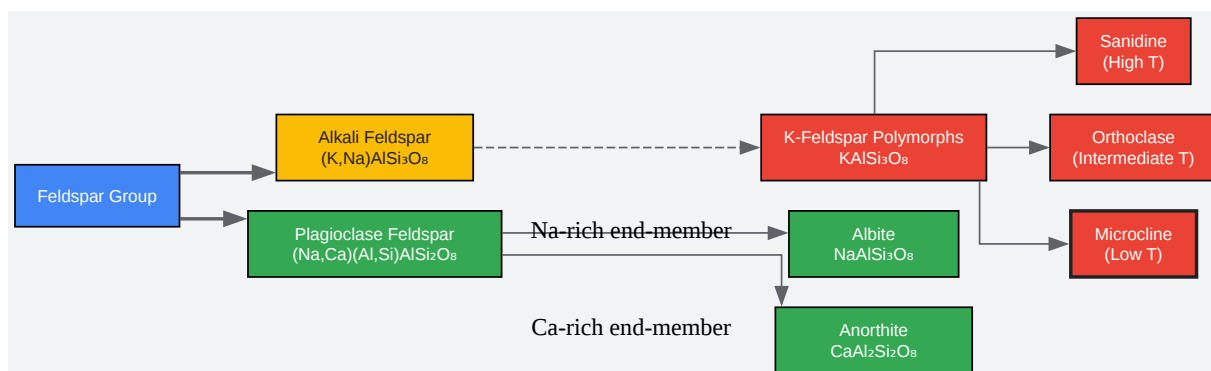 Feldspar Group
Alkali Feldspar
(K,Na)AlSi₃O₈
Plagioclase Feldspar
(Na,Ca)(Al,Si)AlSi₂O₈
Na-rich end-member
Ca-rich end-member
K-Feldspar Polymorphs
KAlSi₃O₈
Albite
NaAlSi₃O₈
Anorthite
CaAl₂Si₂O₈
Sanidine
(High T)
Orthoclase
(Intermediate T)
Microcline
(Low T)